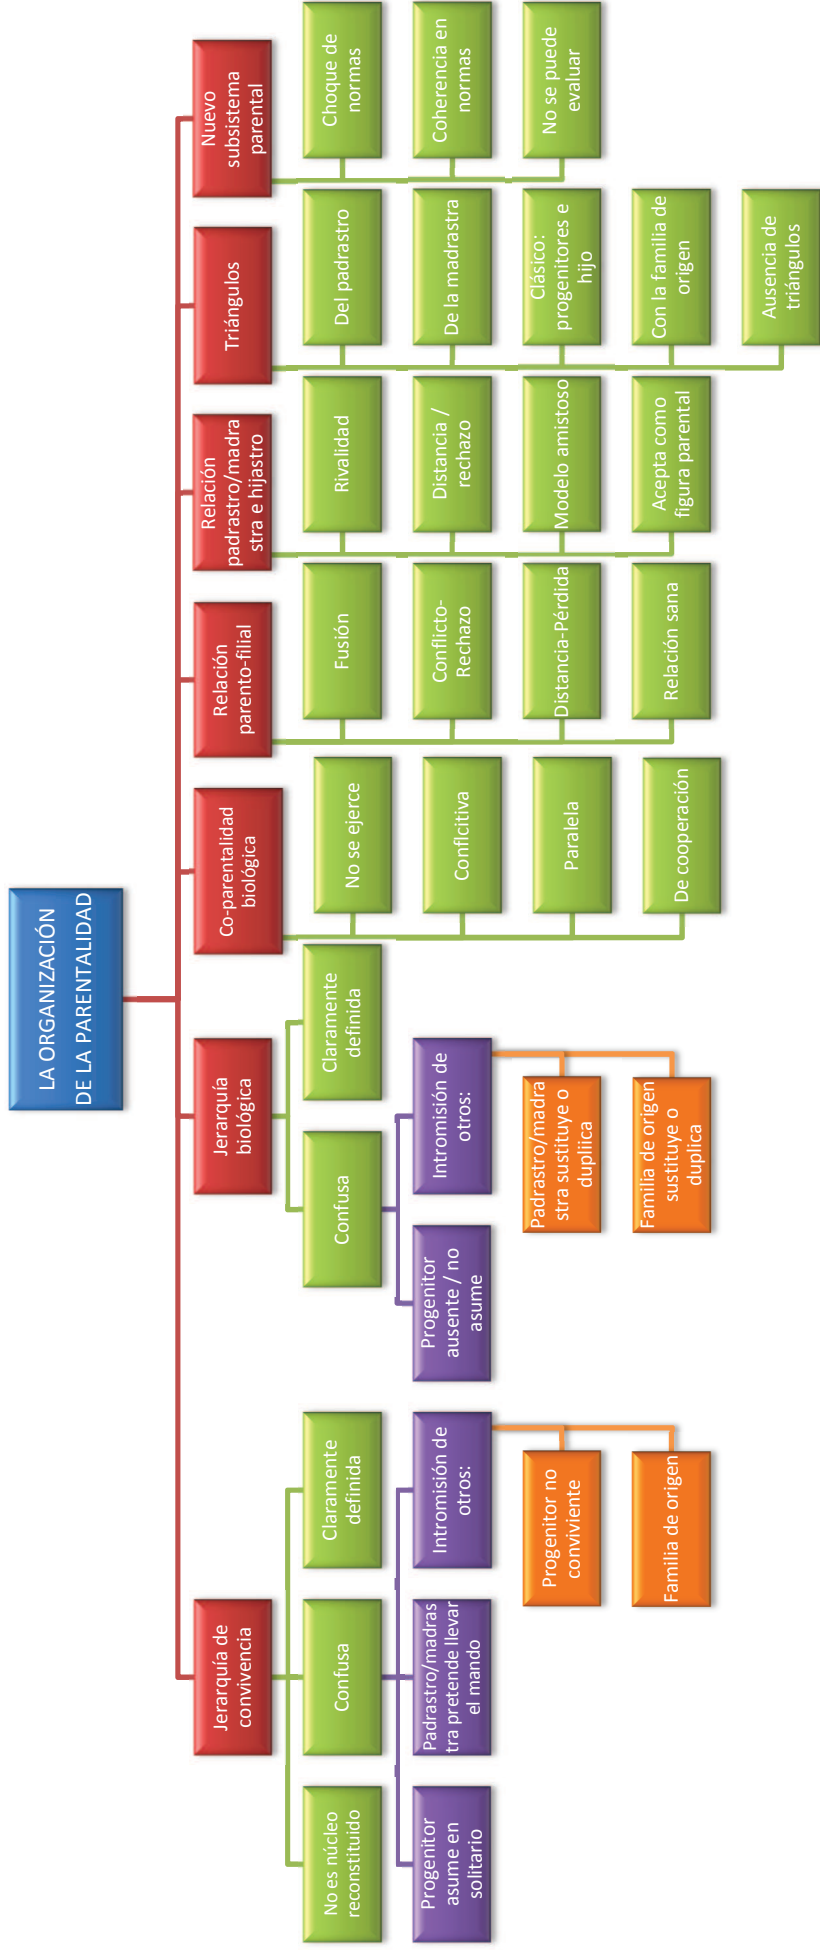 LA ORGANIZACIÓN
DE LA PARENTALIDAD
Jerarquía de
convivencia
No es núcleo
reconstituido
Confusa
Progenitor
asume en
solitario
Padrastro/madras
tra pretende llevar
el mando
Intromisión de
otros:
Progenitor no
conviviente
Familia de origen
Claramente
definida
Jerarquía
biológica
Confusa
Progenitor
ausente / no
asume
Intromisión de
otros:
Padrastro/madra
stra sustituye o
dupliica
Familia de origen
sustituye o
duplica
Claramente
definida
Co-parentalidad
biológica
No se ejerce
Conflcitiva
Paralela
De cooperación
Relación
parento-filial
Fusión
Conflicto-
Rechazo
Distancia-Pérdida
Relación sana
Relación
padrastro/madra
stra e hijastro
Rivalidad
Distancia /
rechazo
Modelo amistoso
Acepta como
figura parental
Triángulos
Del padrastro
De la madrastra
Clásico:
progenitores e
hijo
Con la familia de
origen
Ausencia de
triángulos
Nuevo
subsistema
parental
Choque de
normas
Coherencia en
normas
No se puede
evaluar